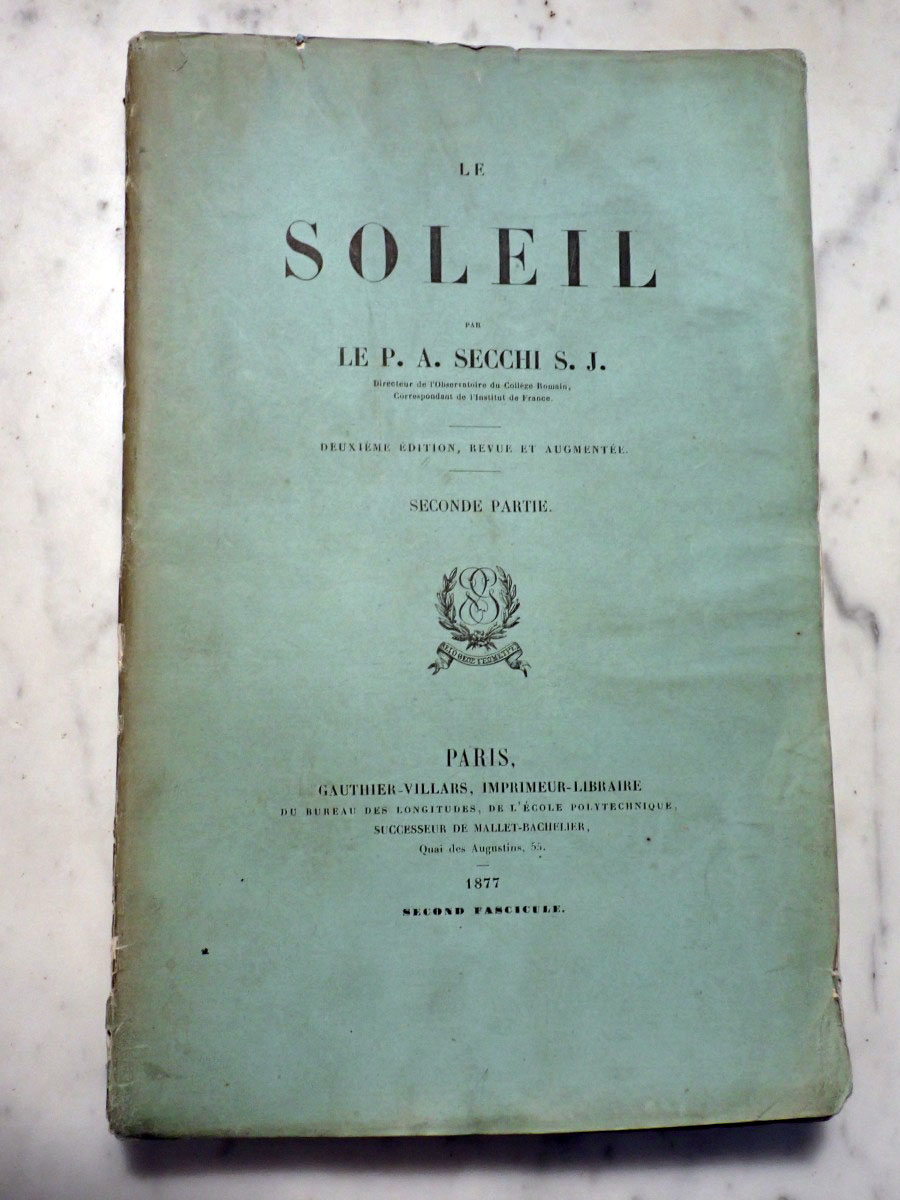 LE
SOLEIL
PAR
LE P. A. SECCHI S. J.
Directeur de l'Observatoire du Collège Romain,
Correspondant de l'Institut de France.
DEUXIÈME ÉDITION, REVUE ET AUGMENTÉE.
SECONDE PARTIE.
PARIS,
GAUTHIER-VILLARS, IMPRIMEUR-LIBRAIRE
DU BUREAU DES LONGITUDES, DE L'ÉCOLE POLYTECHNIQUE,
SUCCESSEUR DE MALLET-BACHELIER,
Quai des Augustins, 55.
1877
SECOND FASCICULE.